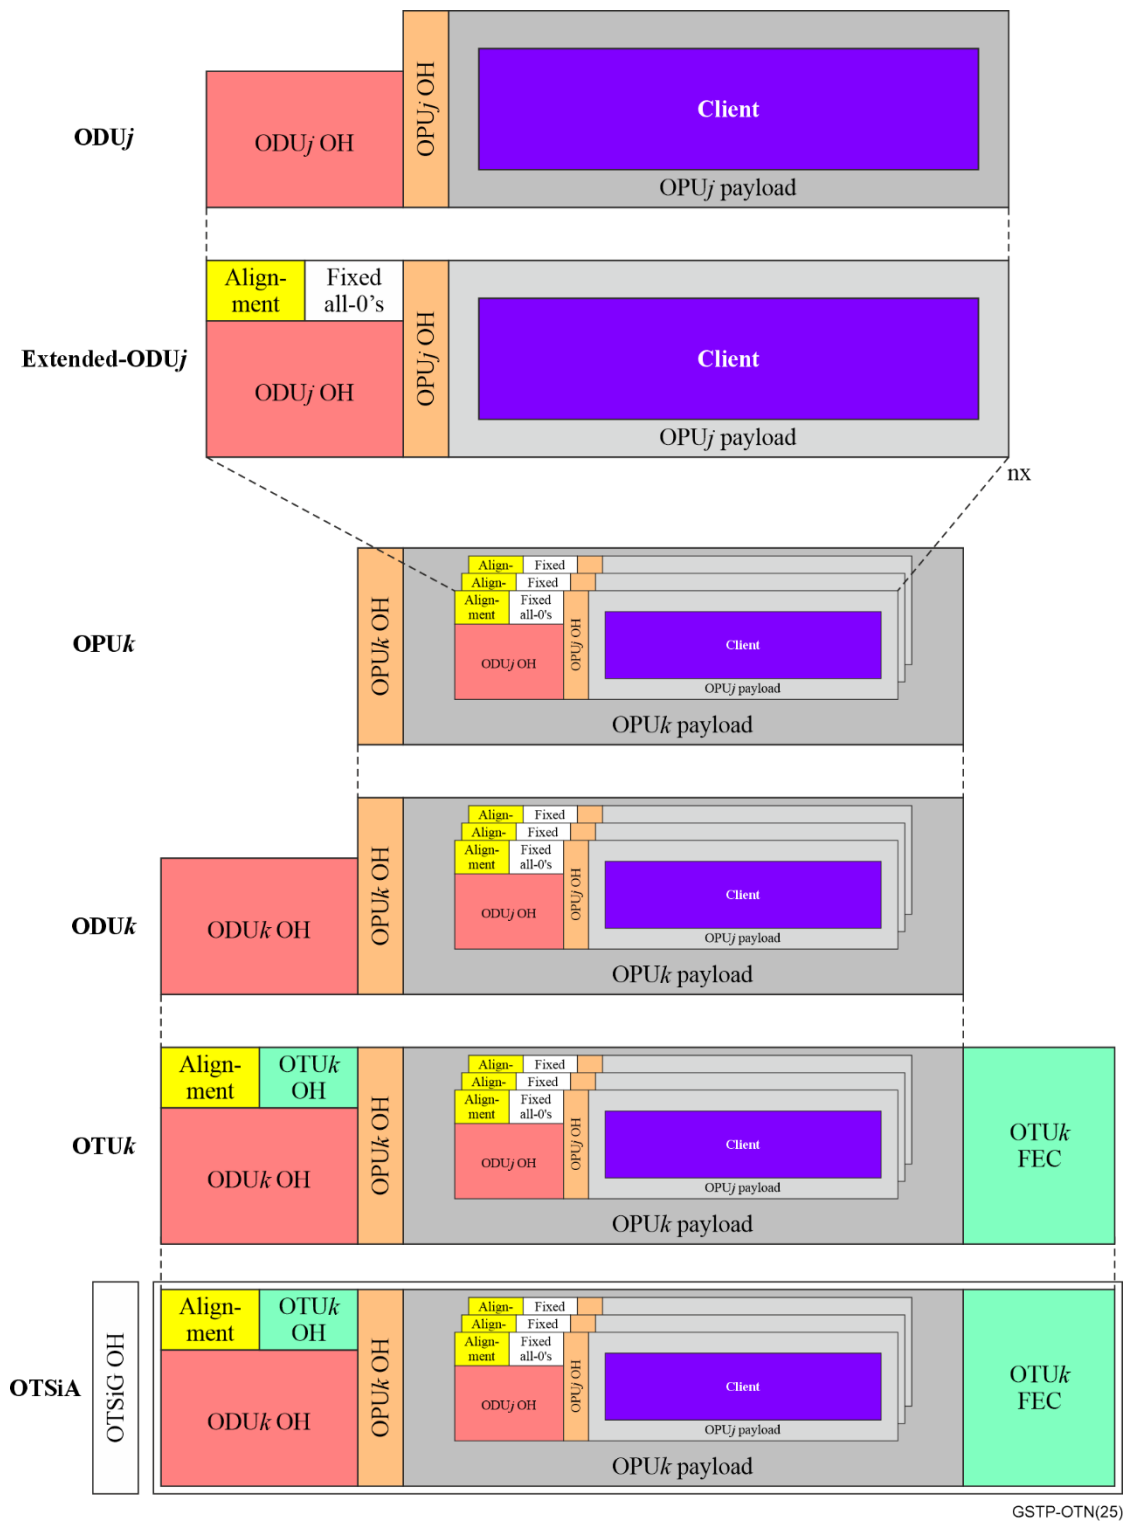 ODUj
ODUj OH
OPUj OH
Client
OPUj payload
Extended-ODUj
Align-
ment
Fixed
all-0’s
ODUj OH
OPUj OH
Client
OPUj payload
nx
OPUk
OPUk OH
Align-
Fixed
Align-
Fixed
Align-
ment
Fixed
all-0's
ODUj OH
OPUj OH
Client
OPUj payload
OPUk payload
ODUk
ODUk OH
OPUk OH
Align-
Fixed
Align-
Fixed
Align-
ment
Fixed
all-0's
ODUj OH
OPUj OH
Client
OPUj payload
OPUk payload
OTUk
Align-
ment
OTUk
OH
ODUk OH
OPUk OH
Align-
Fixed
Align-
Fixed
Align-
ment
Fixed
all-0's
ODUj OH
OPUj OH
Client
OPUj payload
OPUk payload
OTUk
FEC
OTSiA
OTSiG OH
Align-
ment
OTUk
OH
ODUk OH
OPUk OH
Align-
Fixed
Align-
Fixed
Align-
ment
Fixed
all-0's
ODUj OH
OPUj OH
Client
OPUj payload
OPUk payload
OTUk
FEC
GSTP-OTN(25)